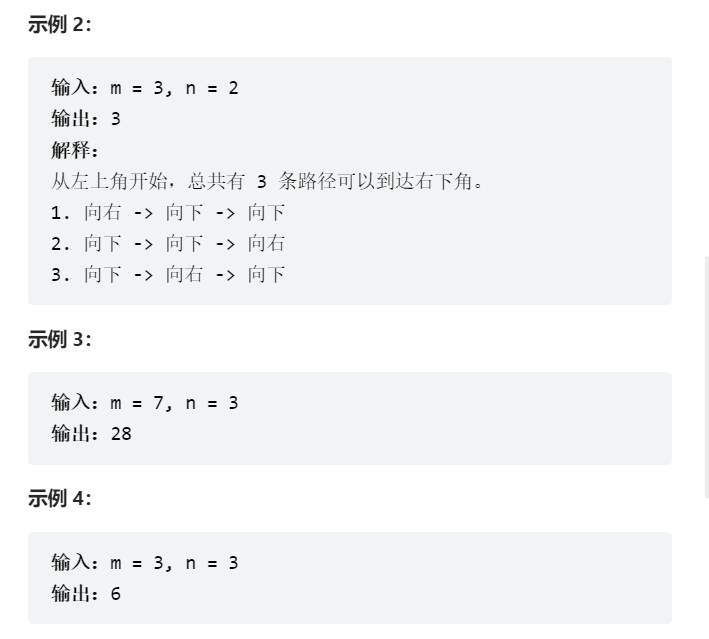 示例 2：
输入：m = 3, n = 2
输出：3
解释：
从左上角开始，总共有 3 条路径可以到达右下角。
1. 向右 -> 向下 -> 向下
2. 向下 -> 向下 -> 向右
3. 向下 -> 向右 -> 向下
示例 3：
输入：m = 7, n = 3
输出：28
示例 4：
输入：m = 3, n = 3
输出：6